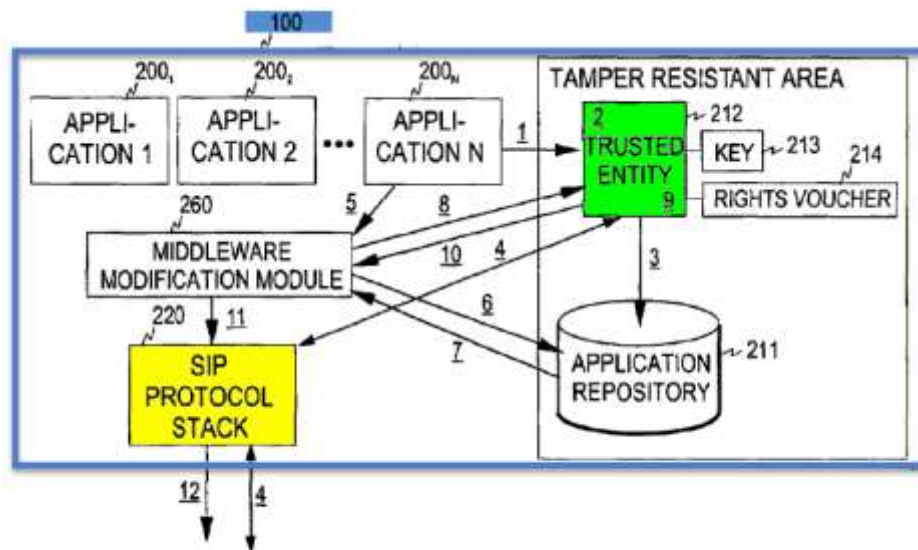 100
200₁
200₂
200ₙ
TAMPER RESISTANT AREA
APPLI-
CATION 1
APPLI-
CATION 2
•••
APPLI-
CATION N
1
2
TRUSTED
ENTITY
9
212
KEY
213
214
RIGHTS VOUCHER
5
8
260
MIDDLEWARE
MODIFICATION MODULE
10
4
3
220
11
6
7
SIP
PROTOCOL
STACK
APPLICATION
REPOSITORY
211
12
4